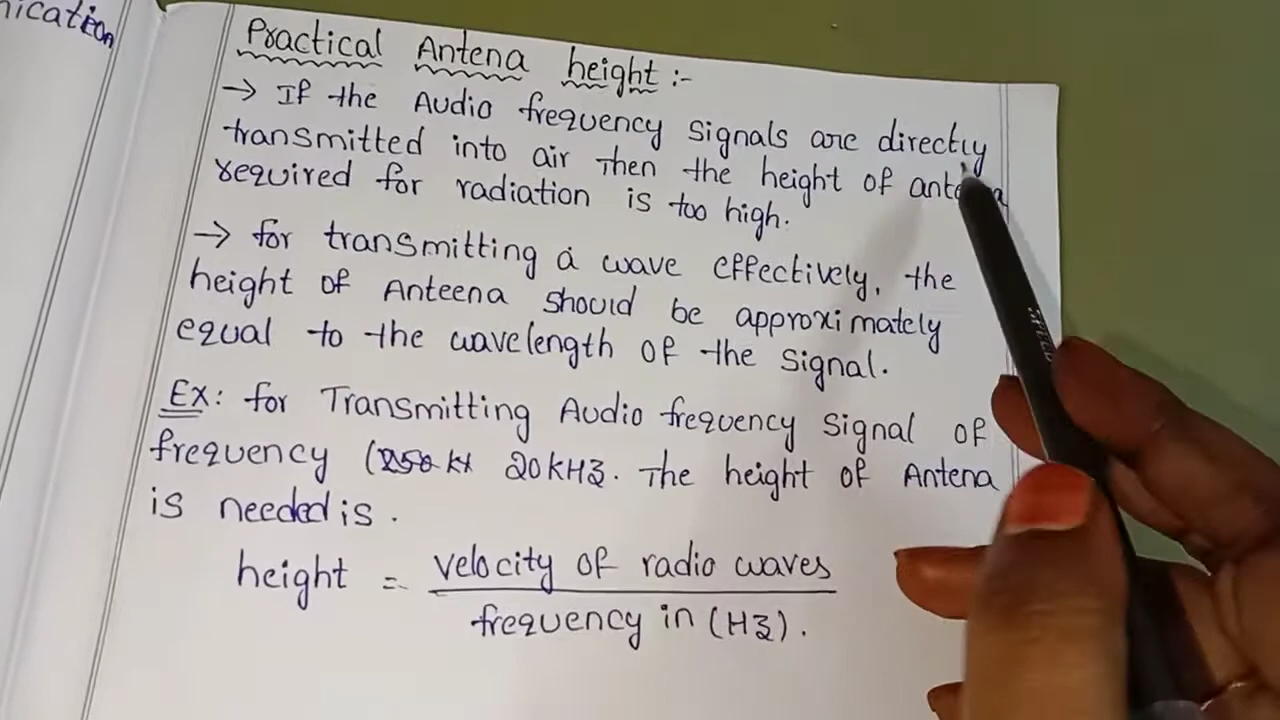 nication
Practical Antena height :-
→ If the Audio frequency signals are directly
transmitted into air Then the height of antena
required for radiation is too high.
→ for transmitting a wave effectively, the
height of Anteena should be approximately
equal to the wavelength of the signal.
Ex: for Transmitting Audio frequency signal of
frequency ( 20KHz. The height of Antena
is needed is.
height = velocity of radio waves
frequency in (Hz).